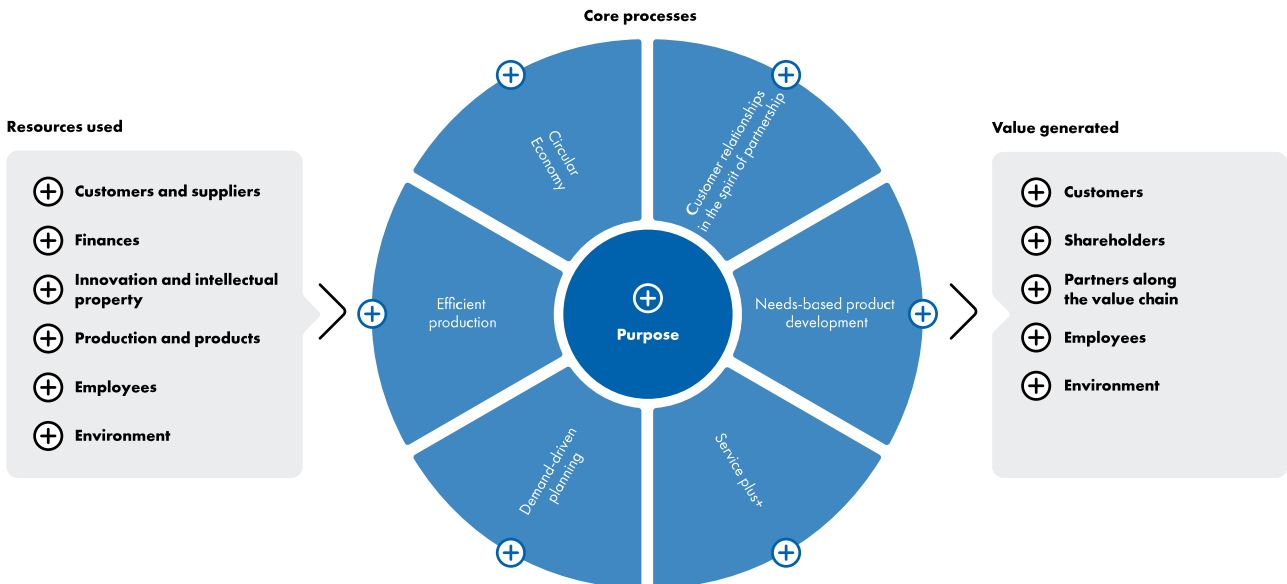 Core processes
Resources used
Customers and suppliers
Finances
Innovation and intellectual
property
Production and products
Employees
Environment
Circular
Economy
Customer relationships
in the spirit of partnership
Efficient
production
Purpose
Needs-based product
development
Demand-driven
planning
Service plus+
Value generated
Customers
Shareholders
Partners along
the value chain
Employees
Environment